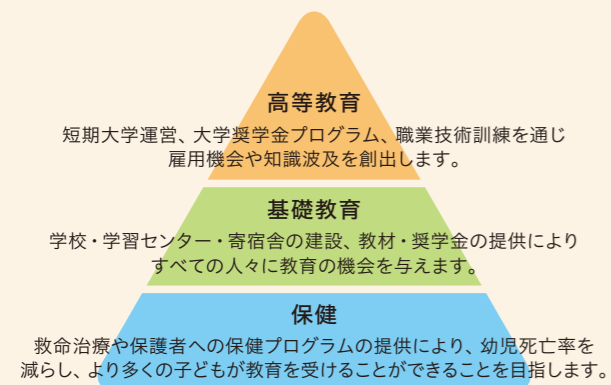 高等教育
短期大学運営、大学奨学金プログラム、職業技術訓練を通じ
雇用機会や知識波及を創出します。
基礎教育
学校・学習センター・寄宿舎の建設、教材・奨学金の提供により
すべての人々に教育の機会を与えます。
保健
救命治療や保護者への保健プログラムの提供により、幼児死亡率を
減らし、より多くの子どもが教育を受けることができることを目指します。